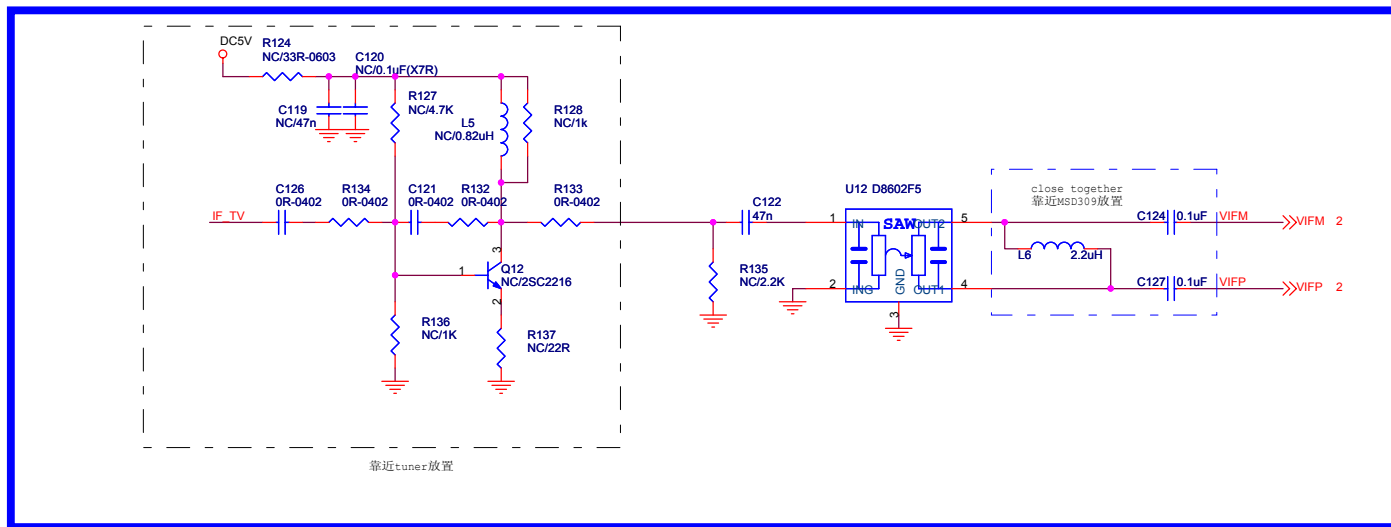 DC5V
R124
NC/33R-0603
C120
NC/0.1uF(X7R)
C119
NC/47n
R127
NC/4.7K
L5
NC/0.82uH
R128
NC/1k
IF_TV
C126
0R-0402
R134
0R-0402
C121
0R-0402
R132
0R-0402
R133
0R-0402
3
1
Q12
NC/2SC2216
2
R136
NC/1K
R137
NC/22R
靠近tuner放置
C122
47n
R135
NC/2.2K
U12 D8602F5
1
IN
SAW
OUT2
5
2
ING
GND
OUT1
4
3
close together
靠近MSD309放置
C124
0.1uF
VIFM
VIFM 2
L6
2.2uH
C127
0.1uF
VIFP
VIFP 2